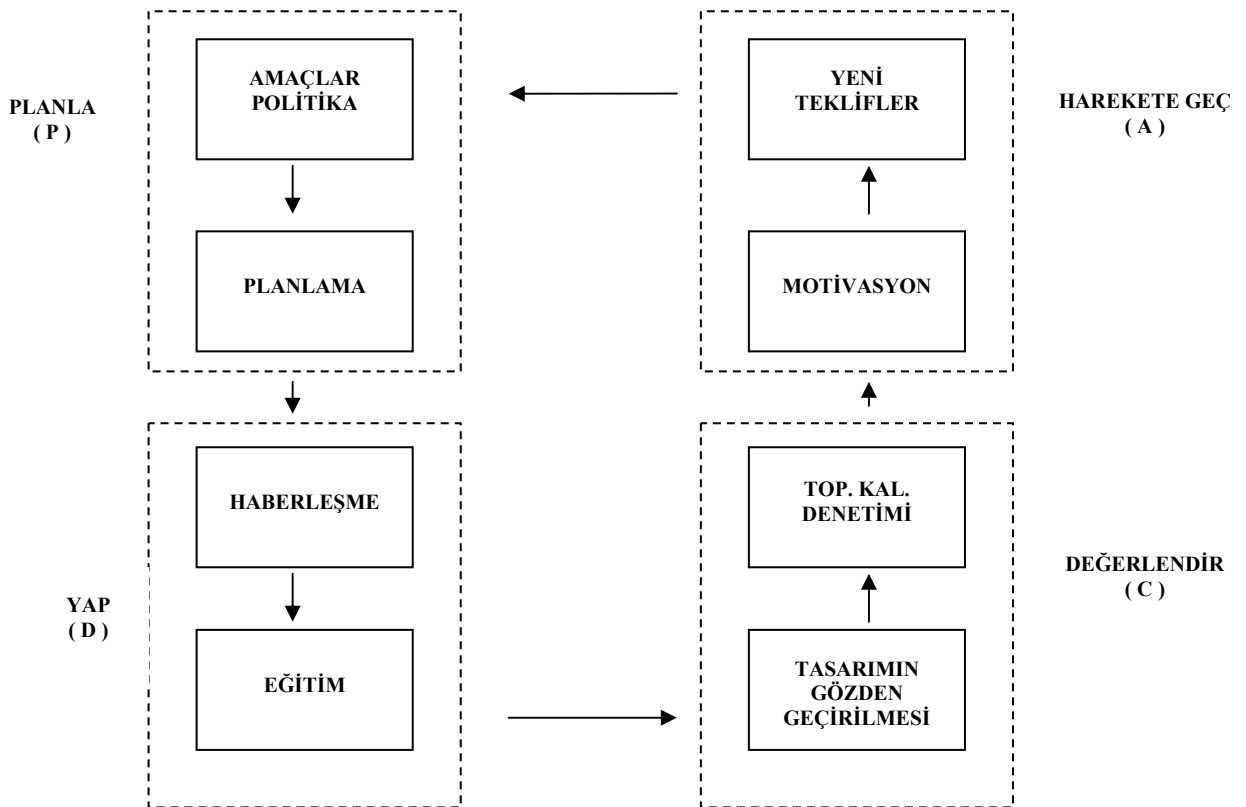 PLANLA
( P )
AMAÇLAR
POLİTİKA
PLANLAMA
YENİ
TEKLİFLER
MOTİVASYON
HAREKETE GEÇ
( A )
YAP
( D )
HABERLEŞME
EĞİTİM
TOP. KAL.
DENETİMİ
TASARIMIN
GÖZDEN
GEÇİRİLMESİ
DEĞERLENDİR
( C )